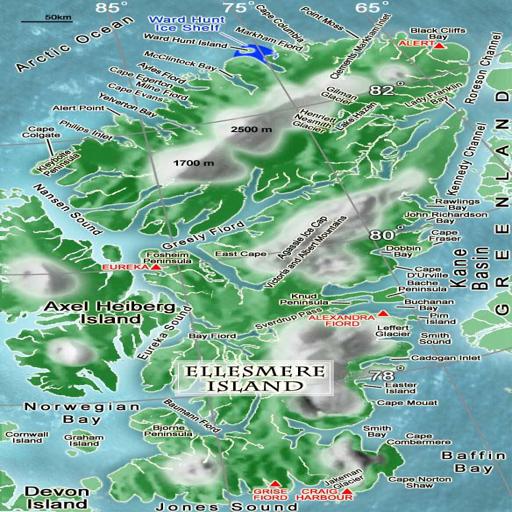 50km
85°
75°
65°
Ward Hunt
Ice Shelf
Cape Columbia
Point Moss
Clements Markham Inlet
Black Cliffs
Bay
ALERT
Arctic Ocean
Ward Hunt Island
Markham Fiord
McClintock Bay
Ayles Fiord
Cape Egerton
Milne Fiord
Cape Evans
Yelverton Bay
Alert Point
Phillips Inlet
Cape
Colgate
Kleybolte
Peninsula
82°
Gilman
Glacier
Lady Franklin
Bay
Henrietta
Nesmith
Glacier
Lake Hazen
2500 m
1700 m
Roreson Channel
Kennedy Channel
GREENLAND
Nansen Sound
Greely Fiord
Agassie Ice Cap
Victoria and Albert Mountains
Rawlings
Bay
John Richardson
Bay
Cape
Fraser
80°
Dobbin
Bay
Kane
Basin
Fosheim
Peninsula
EUREKA
East Cape
Cape
D'Urville
Bache
Peninsula
Knud
Peninsula
Buchanan
Bay
Axel Heiberg
Island
Sverdrup Pass
ALEXANDRA
FIORD
Pim
Island
Leffert
Glacier
Smith
Sound
Eureka Sound
Bay Fiord
Cadogan Inlet
ELLESMERE
ISLAND
78°
Easter
Island
Cape Mouat
Norwegian
Bay
Baumann Fiord
Bjorne
Peninsula
Smith
Bay
Cape
Combermere
Cornwall
Island
Graham
Island
Baffin
Bay
Jakeman
Glacier
Cape Norton
Shaw
Devon
Island
GRISE
FIORD
CRAIG
HARBOUR
Jones Sound